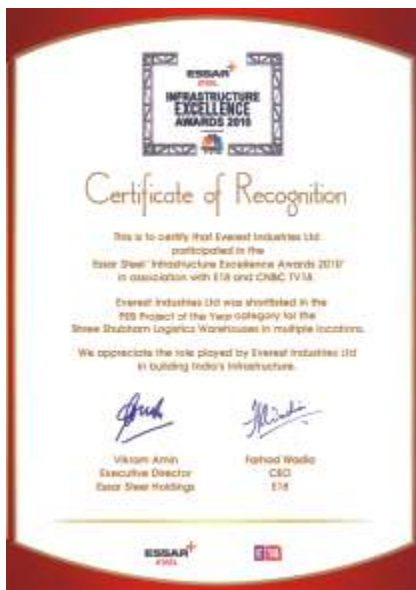 ESSAR
STEEL
INFRASTRUCTURE
EXCELLENCE
AWARDS 2010
Certificate of Recognition
This is to certify that Everest Industries Ltd.
participated in the
Essar Steel 'Infrastructure Excellence Awards 2010'
in association with E18 and CNBC TV18.
Everest Industries Ltd was shortlisted in the
PEB Project of the Year category for the
Shree Shubham Logistics Warehouses in multiple locations.
We appreciate the role played by Everest Industries Ltd
in building India's Infrastructure.
Vikram Amin
Executive Director
Essar Steel Holdings
Farhad Wadia
CEO
E18
ESSAR
STEEL
E18